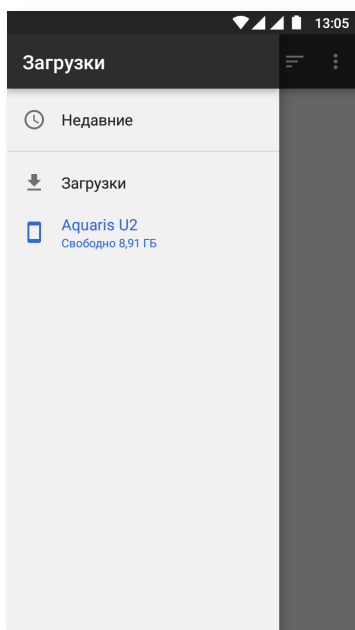 13:05
Загрузки
Недавние
Загрузки
Aquaris U2
Свободно 8,91 ГБ